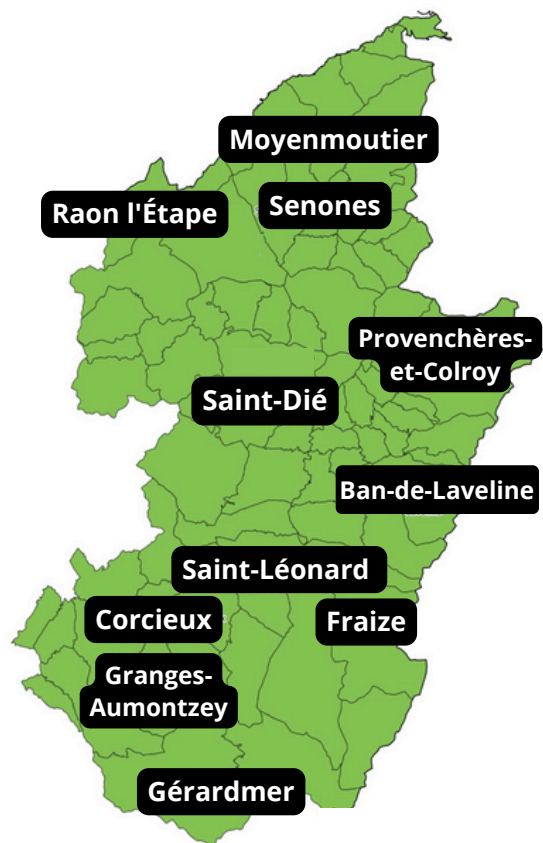 Moyenmoutier
Senones
Raon l'Étape
Provenchères-
et-Colroy
Saint-Dié
Ban-de-Laveline
Saint-Léonard
Corcieux
Fraize
Granges-
Aumontzey
Gérardmer